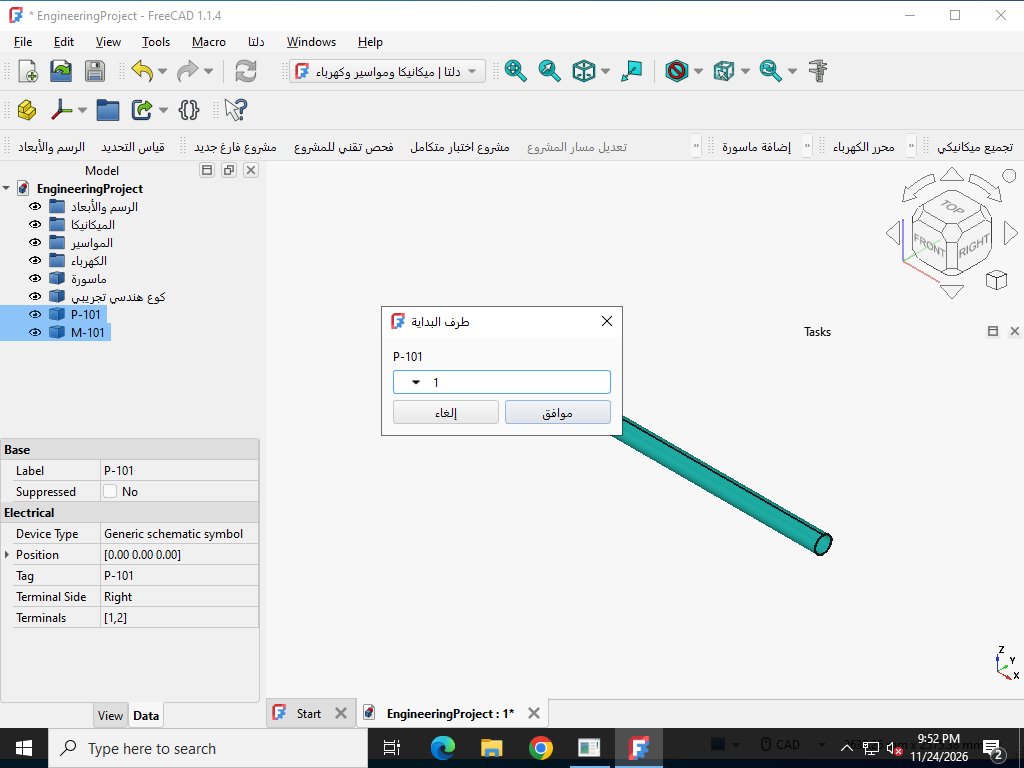 * EngineeringProject - FreeCAD 1.1.4
File Edit View Tools Macro دلتا Windows Help
دلتا | ميكانيكا ومواسير وكهرباء
الرسم والأبعاد قياس التحديد مشروع فارغ جديد فحص تقني للمشروع مشروع اختبار متكامل تعديل مسار المشروع » إضافة ماسورة » محرر الكهرباء » تجميع ميكانيكي
Model
EngineeringProject
الرسم والأبعاد
الميكانيكا
المواسير
الكهرباء
ماسورة
كوع هندسي تجريبي
P-101
M-101
TOP
FRONT RIGHT
Tasks
طرف البداية
P-101
1
إلغاء موافق
Base
Label P-101
Suppressed No
Electrical
Device Type Generic schematic symbol
Position [0.00 0.00 0.00]
Tag P-101
Terminal Side Right
Terminals [1,2]
Z
Y
X
View Data
Start EngineeringProject : 1*
Type here to search
CAD
9:52 PM
11/24/2026
2